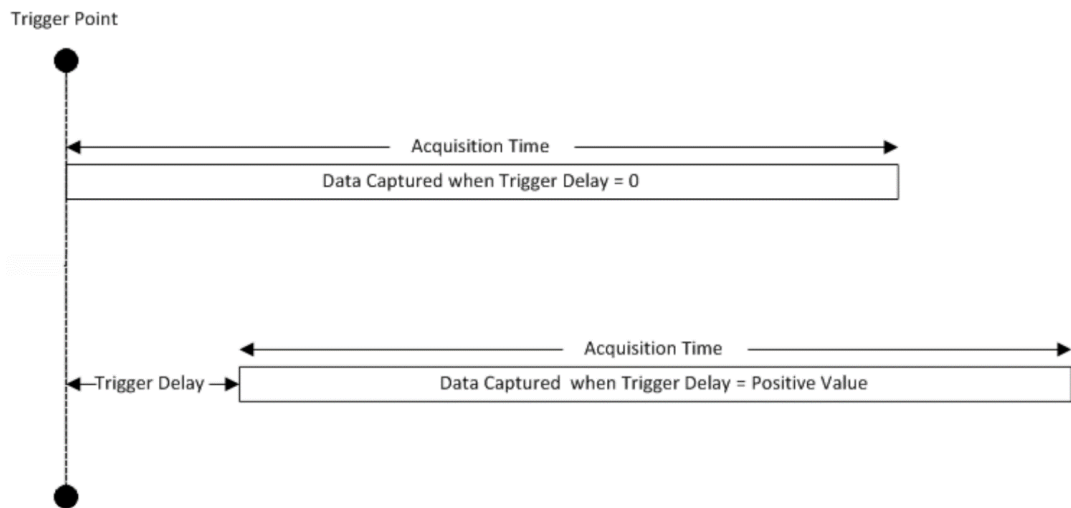 Trigger Point
Acquisition Time
Data Captured when Trigger Delay = 0
Acquisition Time
Trigger Delay
Data Captured when Trigger Delay = Positive Value